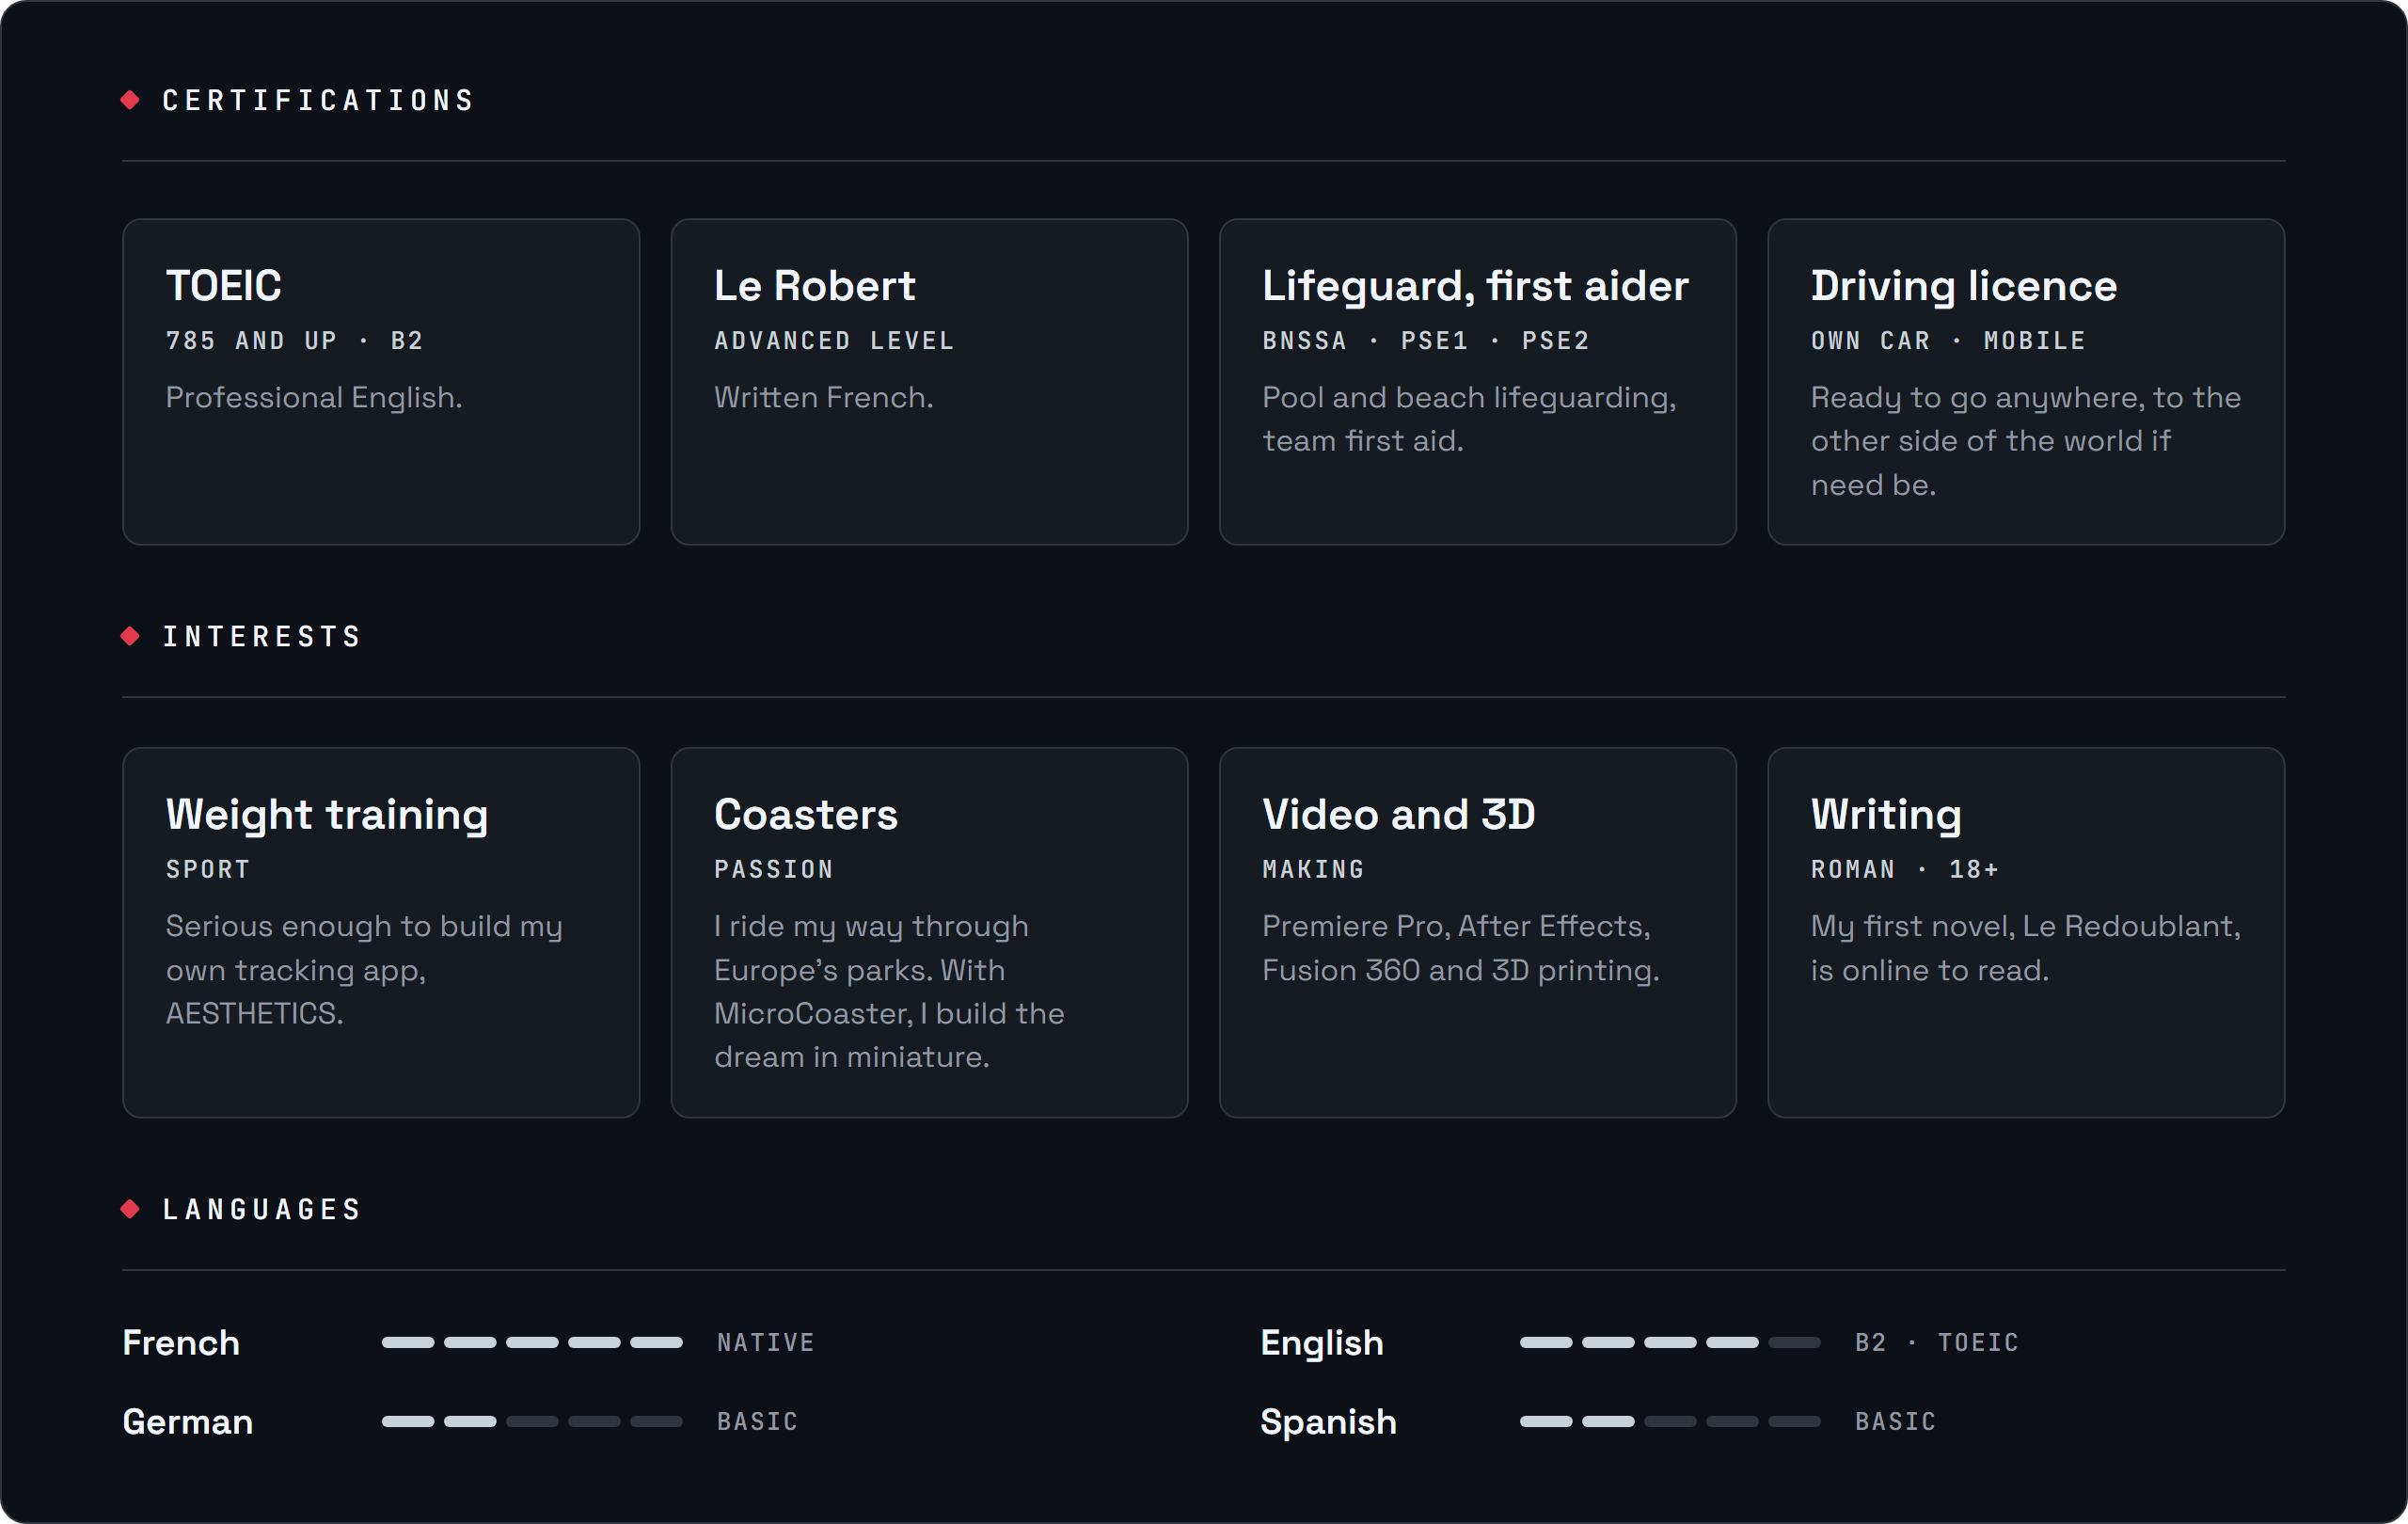 CERTIFICATIONS
TOEIC
785 AND UP · B2
Professional English.
Le Robert
ADVANCED LEVEL
Written French.
Lifeguard, first aider
BNSSA · PSE1 · PSE2
Pool and beach lifeguarding,
team first aid.
Driving licence
OWN CAR · MOBILE
Ready to go anywhere, to the
other side of the world if
need be.
INTERESTS
Weight training
SPORT
Serious enough to build my
own tracking app,
AESTHETICS.
Coasters
PASSION
I ride my way through
Europe’s parks. With
MicroCoaster, I build the
dream in miniature.
Video and 3D
MAKING
Premiere Pro, After Effects,
Fusion 360 and 3D printing.
Writing
ROMAN · 18+
My first novel, Le Redoublant,
is online to read.
LANGUAGES
French NATIVE
English B2 · TOEIC
German BASIC
Spanish BASIC